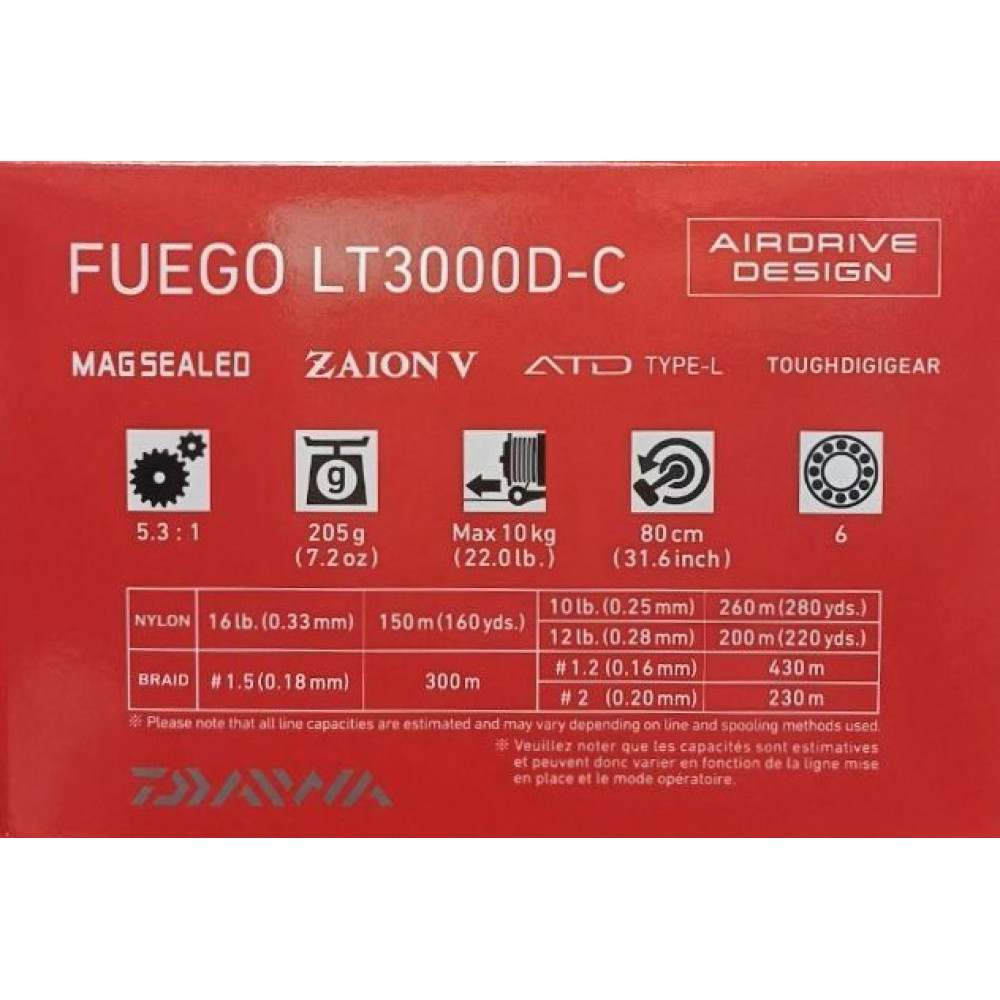 FUEGO LT3000D-C
AIRDRIVE
DESIGN
MAGSEALED ZAION V ATD TYPE-L TOUGHDIGIGEAR
g
5.3 : 1 205g Max 10kg 80cm 6
(7.2oz) (22.0lb.) (31.6inch)
NYLON 16lb. (0.33mm) 150m(160yds.) 10lb. (0.25mm) 260m(280yds.)
12lb. (0.28mm) 200m(220yds.)
BRAID #1.5(0.18mm) 300m #1.2(0.16mm) 430m
#2 (0.20mm) 230m
※ Please note that all line capacities are estimated and may vary depending on line and spooling methods used.
※ Veuillez noter que les capacités sont estimatives
et peuvent donc varier en fonction de la ligne mise
en place et le mode opératoire.
DAIWA